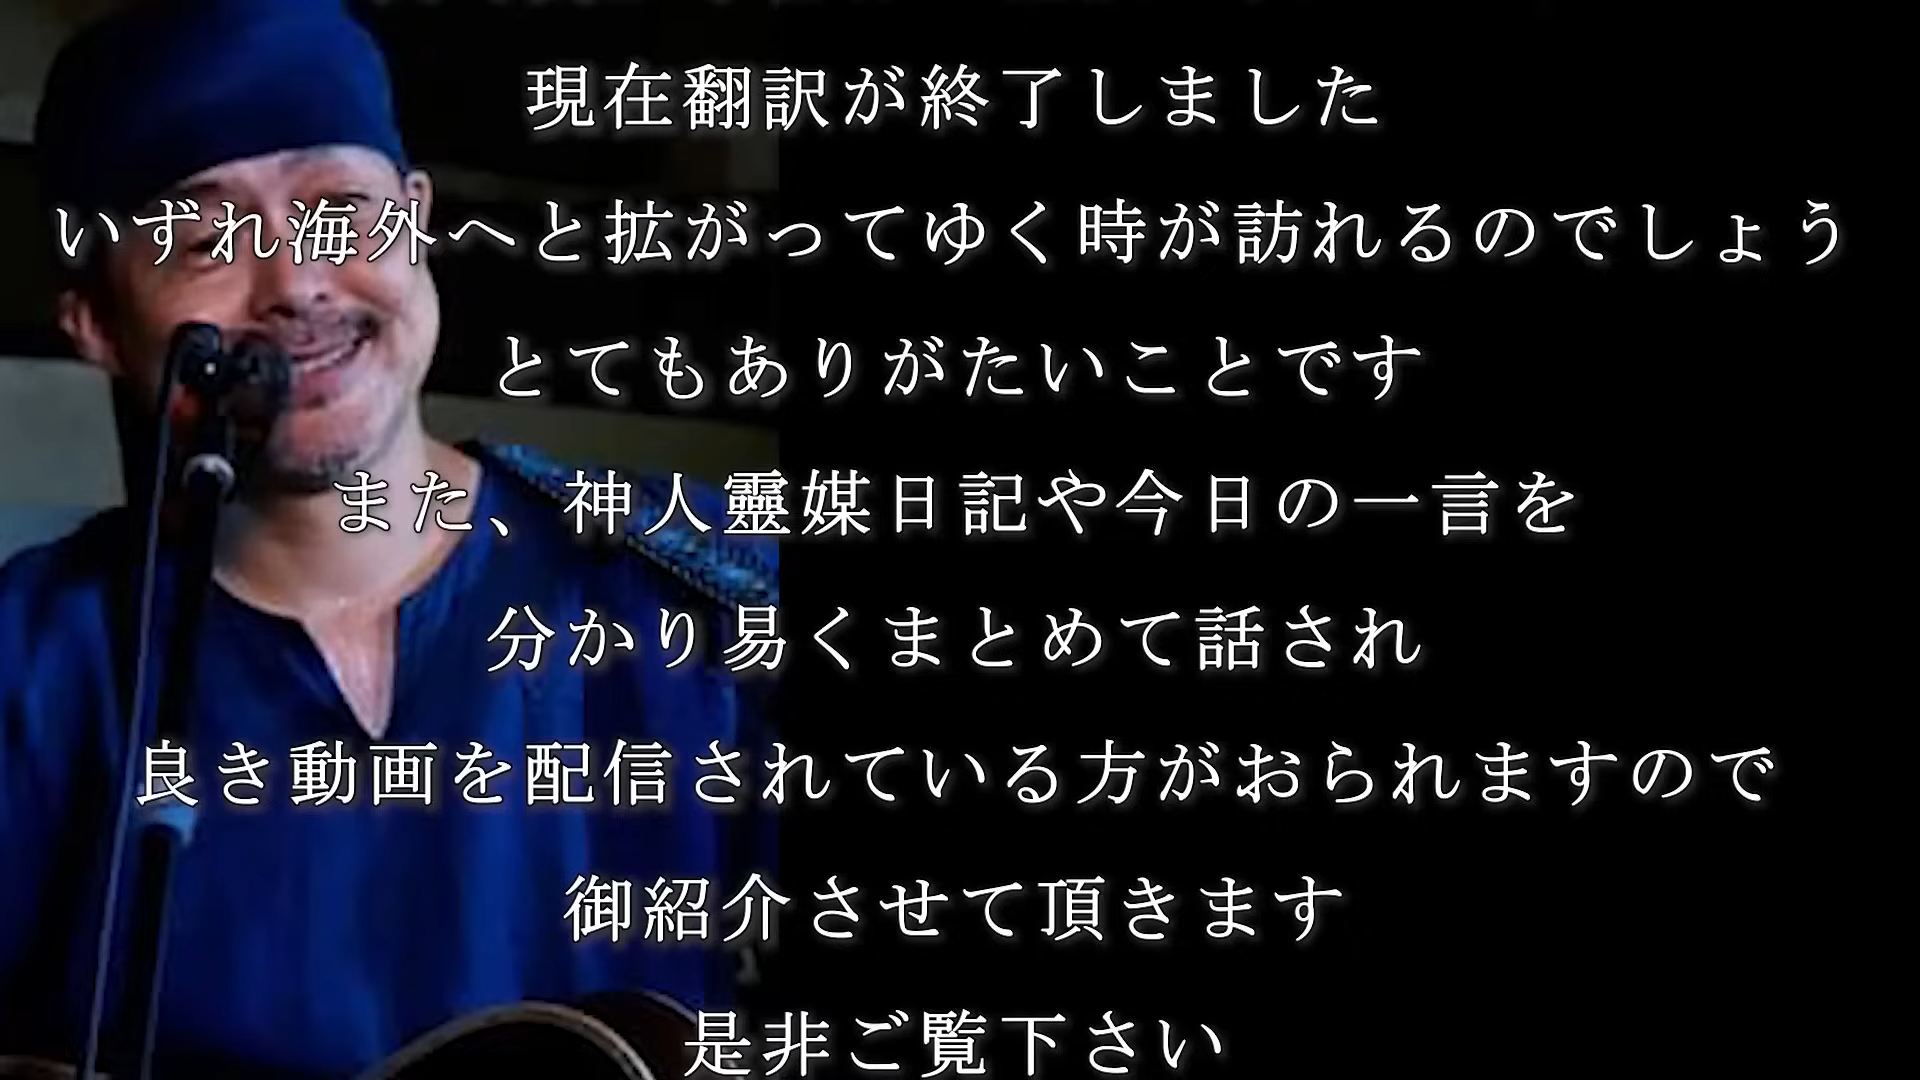 現在翻訳が終了しました
いずれ海外へと拡がってゆく時が訪れるのでしょう
とてもありがたいことです
また、神人靈媒日記や今日の一言を
分かり易くまとめて話され
良き動画を配信されている方がおられますので
御紹介させて頂きます
是非ご覧下さい